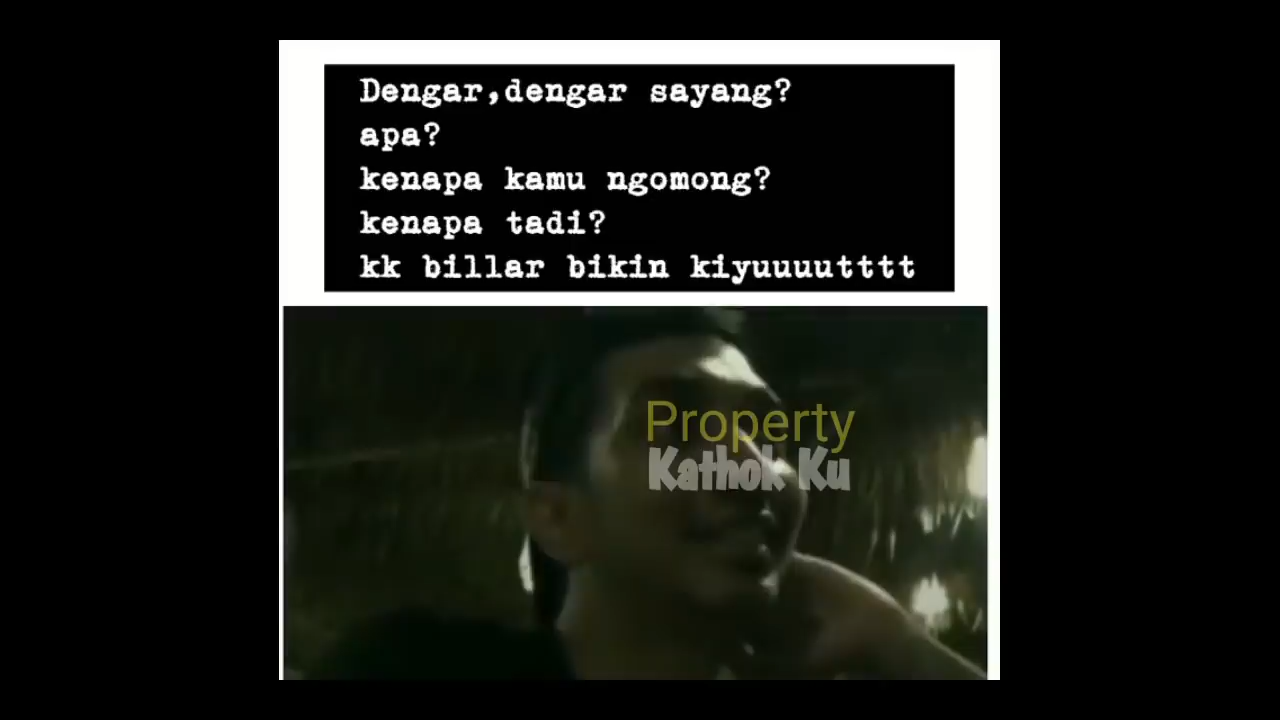 Dengar,dengar sayang?
apa?
kenapa kamu ngomong?
kenapa tadi?
kk billar bikin kiyuuuutttt
Property
Kathok Ku